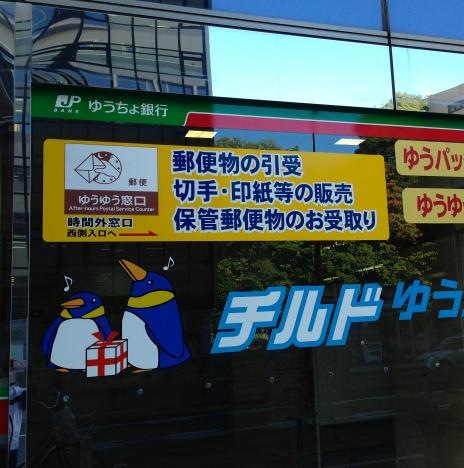 JP
BANK
ゆうちょ銀行
郵便
ゆうゆう窓口
After-hours Postal Service Counter
時間外窓口
西側入口へ
郵便物の引受
切手・印紙等の販売
保管郵便物のお受取り
ゆうパッ
ゆうゆ
チルド ゆう